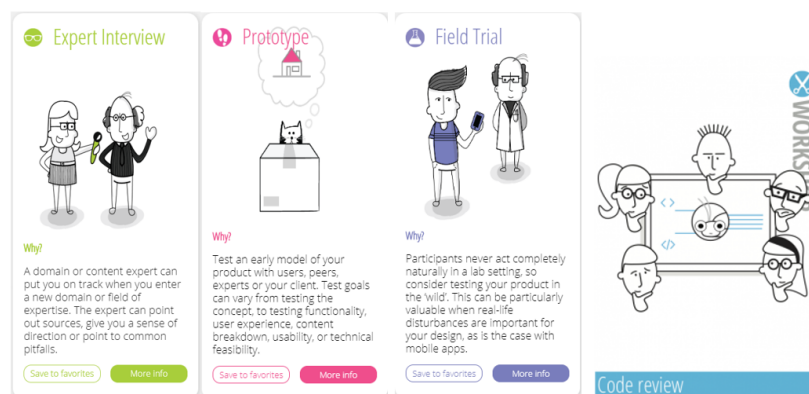 Expert Interview
Why?
A domain or content expert can
put you on track when you enter
a new domain or field of
expertise. The expert can point
out sources, give you a sense of
direction or point to common
pitfalls.
Save to favorites
More info
Prototype
Why?
Test an early model of your
product with users, peers,
experts or your client. Test goals
can vary from testing the
concept, to testing functionality,
user experience, content
breakdown, usability, or technical
feasibility.
Save to favorites
More info
Field Trial
Why?
Participants never act completely
naturally in a lab setting, so
consider testing your product in
the 'wild'. This can be particularly
valuable when real-life
disturbances are important for
your design, as is the case with
mobile apps.
Save to favorites
More info
< >
</>
Code review